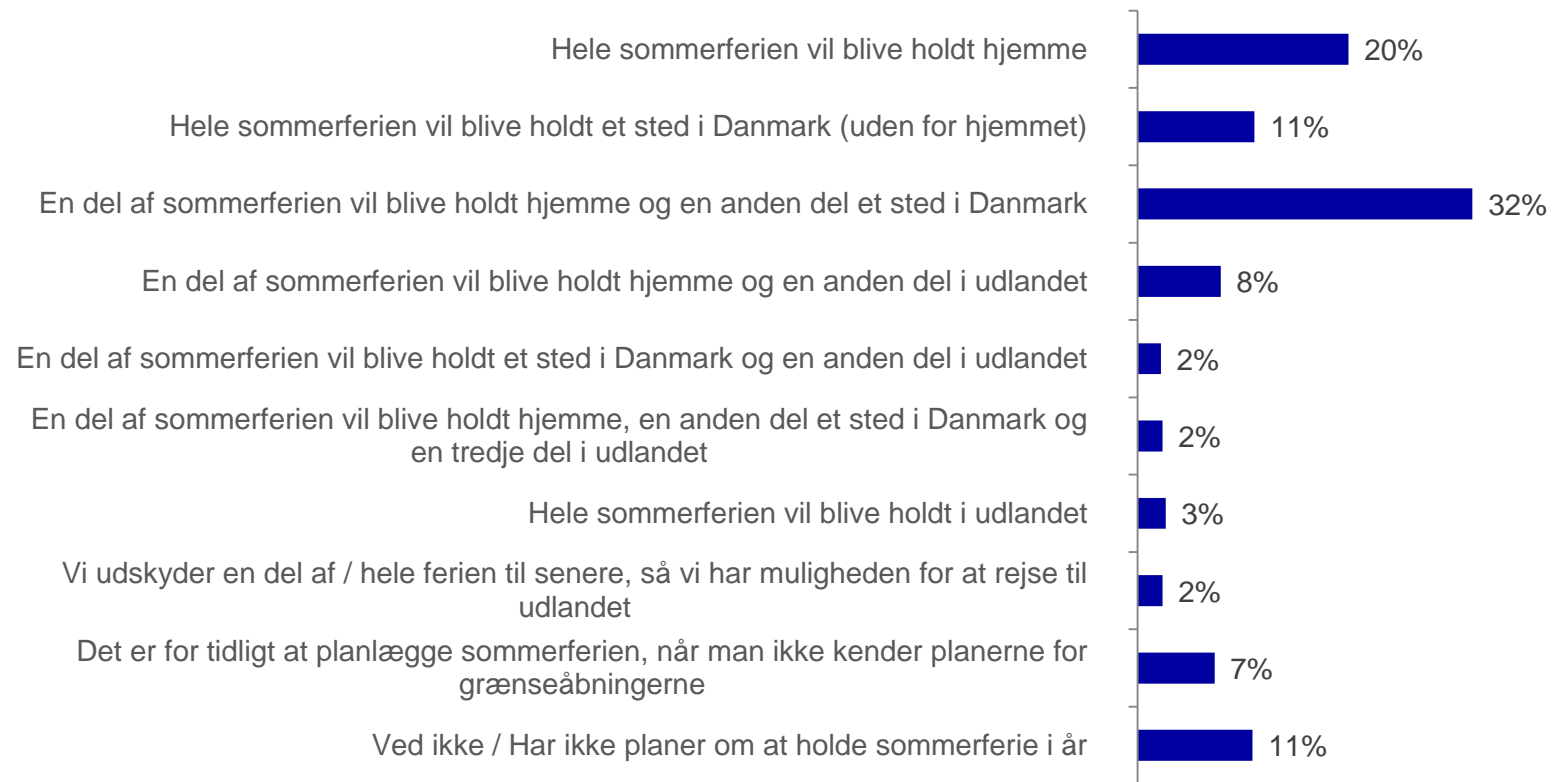 Hele sommerferien vil blive holdt hjemme
20%
Hele sommerferien vil blive holdt et sted i Danmark (uden for hjemmet)
11%
En del af sommerferien vil blive holdt hjemme og en anden del et sted i Danmark
32%
En del af sommerferien vil blive holdt hjemme og en anden del i udlandet
8%
En del af sommerferien vil blive holdt et sted i Danmark og en anden del i udlandet
2%
En del af sommerferien vil blive holdt hjemme, en anden del et sted i Danmark og
en tredje del i udlandet
2%
Hele sommerferien vil blive holdt i udlandet
3%
Vi udskyder en del af / hele ferien til senere, så vi har muligheden for at rejse til
udlandet
2%
Det er for tidligt at planlægge sommerferien, når man ikke kender planerne for
grænseåbningerne
7%
Ved ikke / Har ikke planer om at holde sommerferie i år
11%